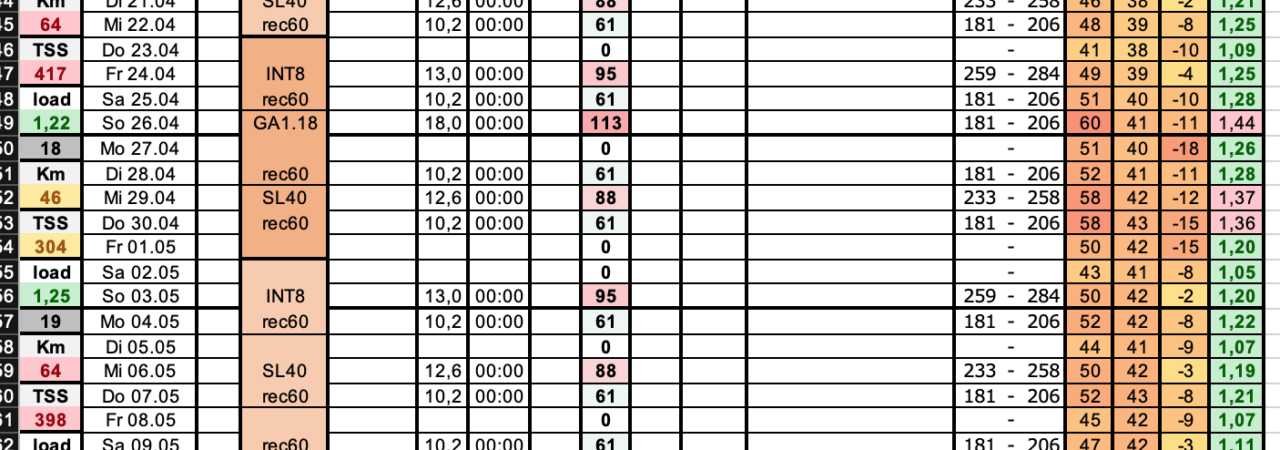 Km Di 21.04 SL40 12,6 00:00 88 233 - 258 46 38 -2 1,21
45 64 Mi 22.04 rec60 10,2 00:00 61 181 - 206 48 39 -8 1,25
46 TSS Do 23.04 0 - 41 38 -10 1,09
47 417 Fr 24.04 INT8 13,0 00:00 95 259 - 284 49 39 -4 1,25
48 load Sa 25.04 rec60 10,2 00:00 61 181 - 206 51 40 -10 1,28
49 1,22 So 26.04 GA1.18 18,0 00:00 113 181 - 206 60 41 -11 1,44
50 18 Mo 27.04 0 - 51 40 -18 1,26
51 Km Di 28.04 rec60 10,2 00:00 61 181 - 206 52 41 -11 1,28
52 46 Mi 29.04 SL40 12,6 00:00 88 233 - 258 58 42 -12 1,37
53 TSS Do 30.04 rec60 10,2 00:00 61 181 - 206 58 43 -15 1,36
54 304 Fr 01.05 0 - 50 42 -15 1,20
55 load Sa 02.05 0 - 43 41 -8 1,05
56 1,25 So 03.05 INT8 13,0 00:00 95 259 - 284 50 42 -2 1,20
57 19 Mo 04.05 rec60 10,2 00:00 61 181 - 206 52 42 -8 1,22
58 Km Di 05.05 0 - 44 41 -9 1,07
59 64 Mi 06.05 SL40 12,6 00:00 88 233 - 258 50 42 -3 1,19
60 TSS Do 07.05 rec60 10,2 00:00 61 181 - 206 52 43 -8 1,21
61 398 Fr 08.05 0 - 45 42 -9 1,07
62 load Sa 09.05 rec60 10,2 00:00 61 181 - 206 47 42 -3 1,11